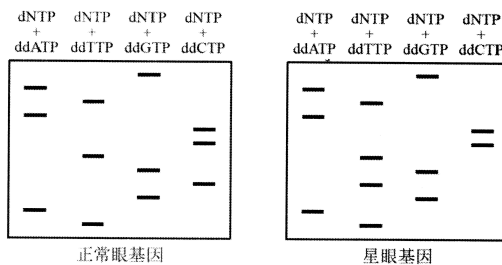 dNTP dNTP dNTP dNTP
+ + + +
ddATP ddTTP ddGTP ddCTP
正常眼基因
dNTP dNTP dNTP dNTP
+ + + +
ddATP ddTTP ddGTP ddCTP
星眼基因